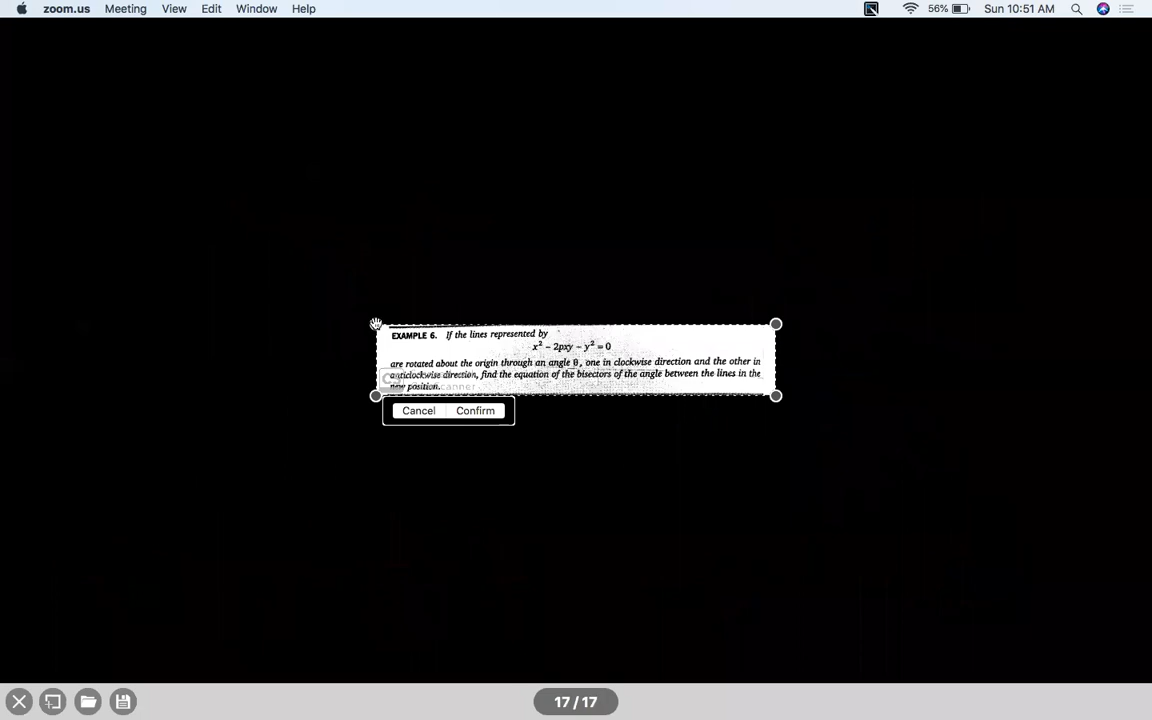 zoom.us Meeting View Edit Window Help 56% Sun 10:51 AM
EXAMPLE 6. If the lines represented by
x² − 2pxy − y² = 0
are rotated about the origin through an angle θ, one in clockwise direction and the other in
anticlockwise direction, find the equation of the bisectors of the angle between the lines in the
new position.
Cancel Confirm
17/17